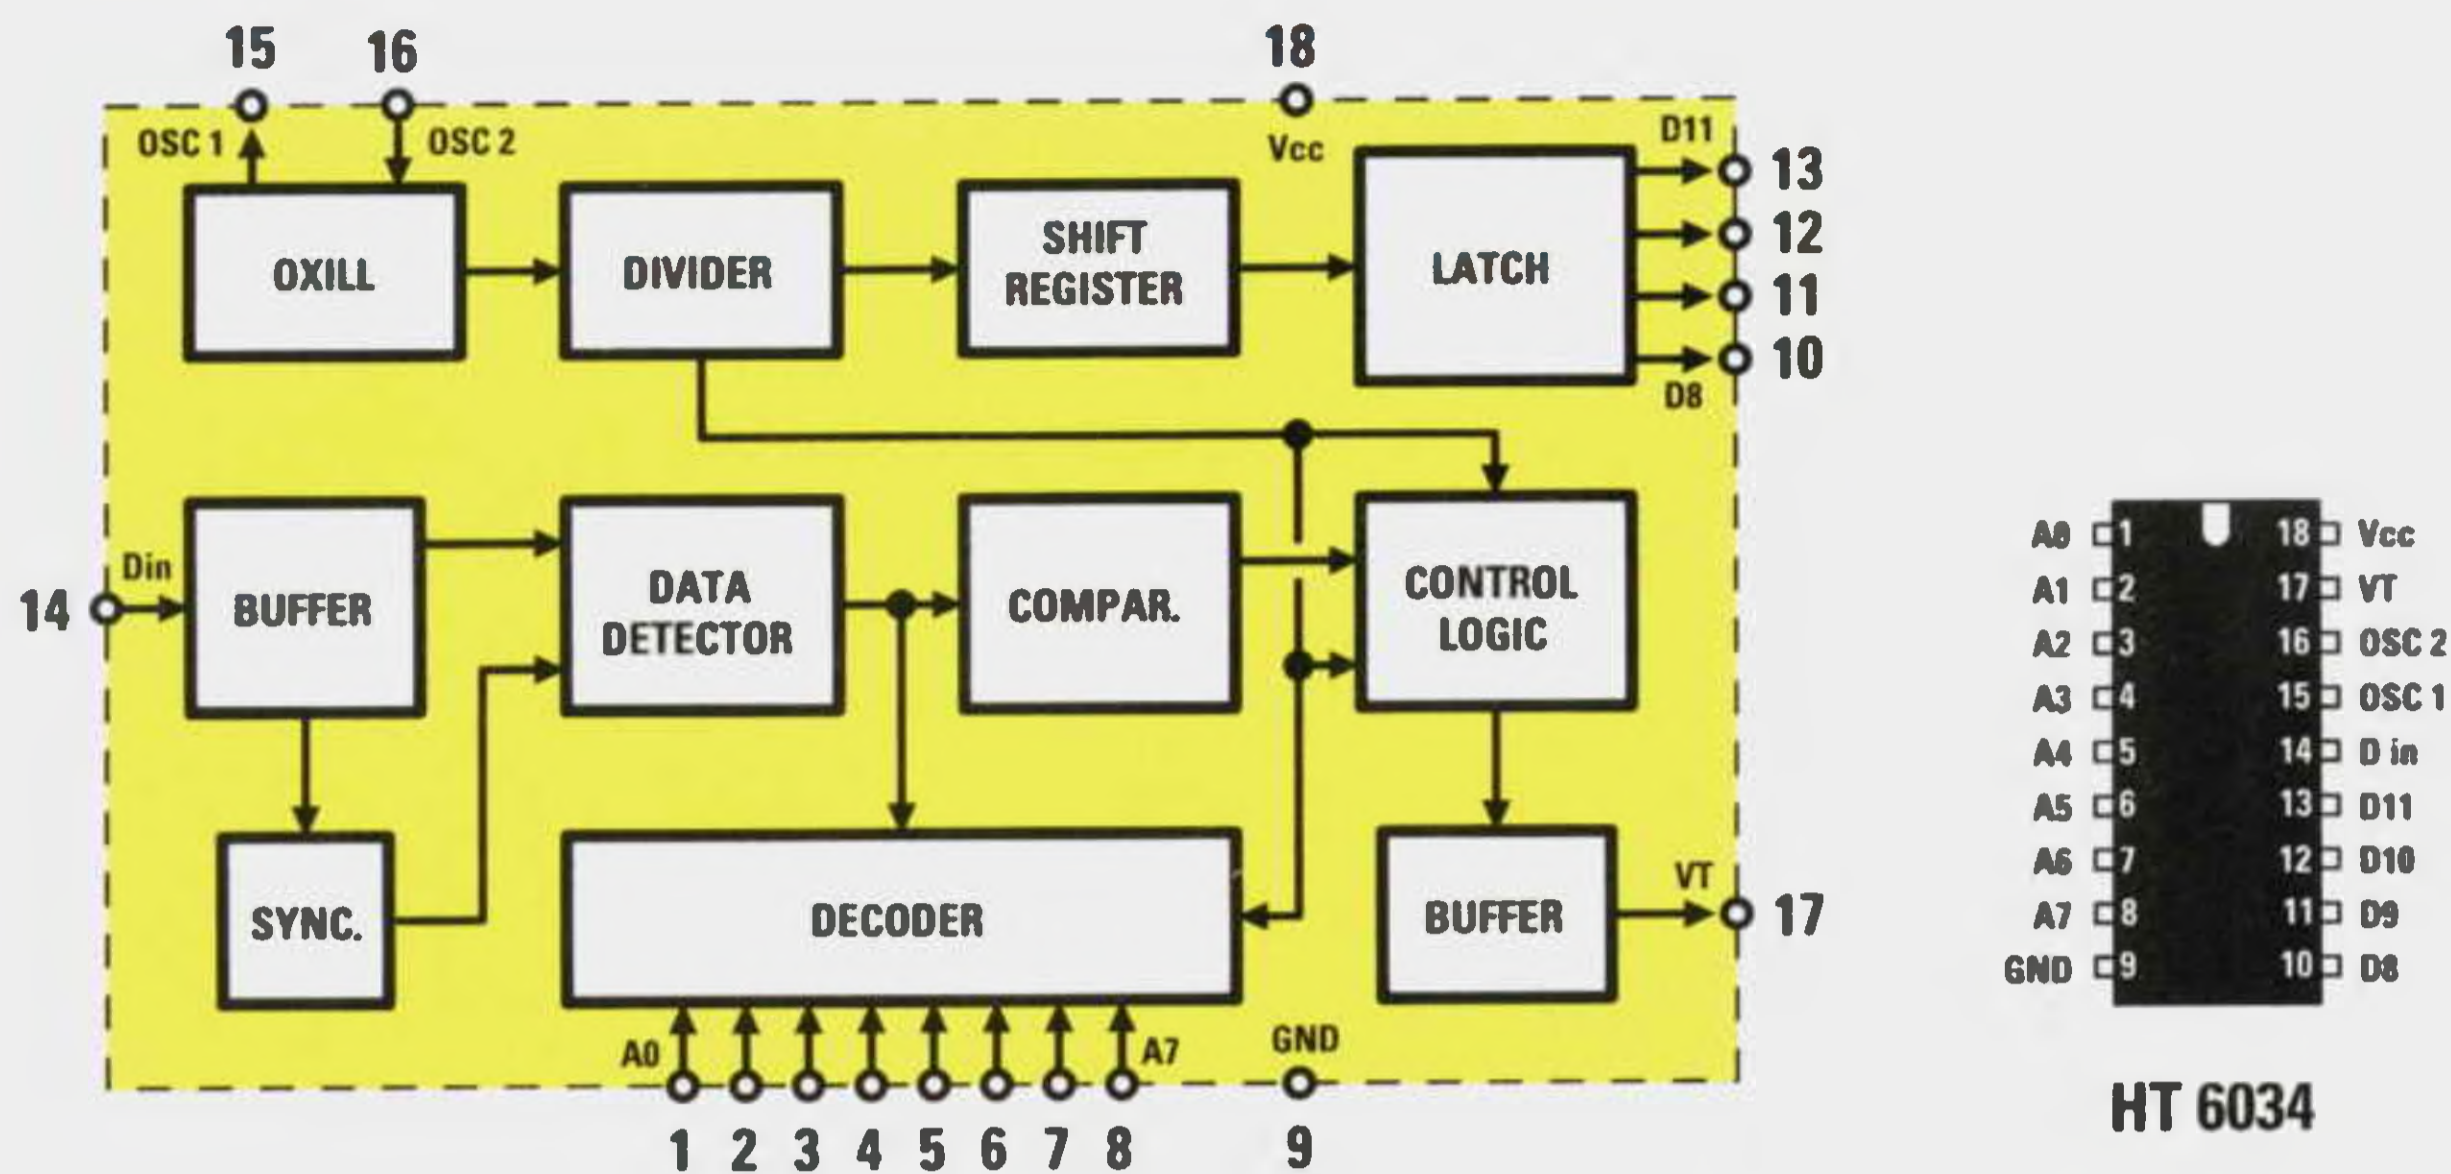 15
16
18
OSC 1
OSC 2
Vcc
D11
13
12
11
10
D8
OXILL
DIVIDER
SHIFT
REGISTER
LATCH
14
Din
BUFFER
DATA
DETECTOR
COMPAR.
CONTROL
LOGIC
SYNC.
DECODER
BUFFER
VT
17
A0
A7
GND
1 2 3 4 5 6 7 8 9
A0 1 18 Vcc
A1 2 17 VT
A2 3 16 OSC 2
A3 4 15 OSC 1
A4 5 14 D in
A5 6 13 D11
A6 7 12 D10
A7 8 11 D9
GND 9 10 D8
HT 6034